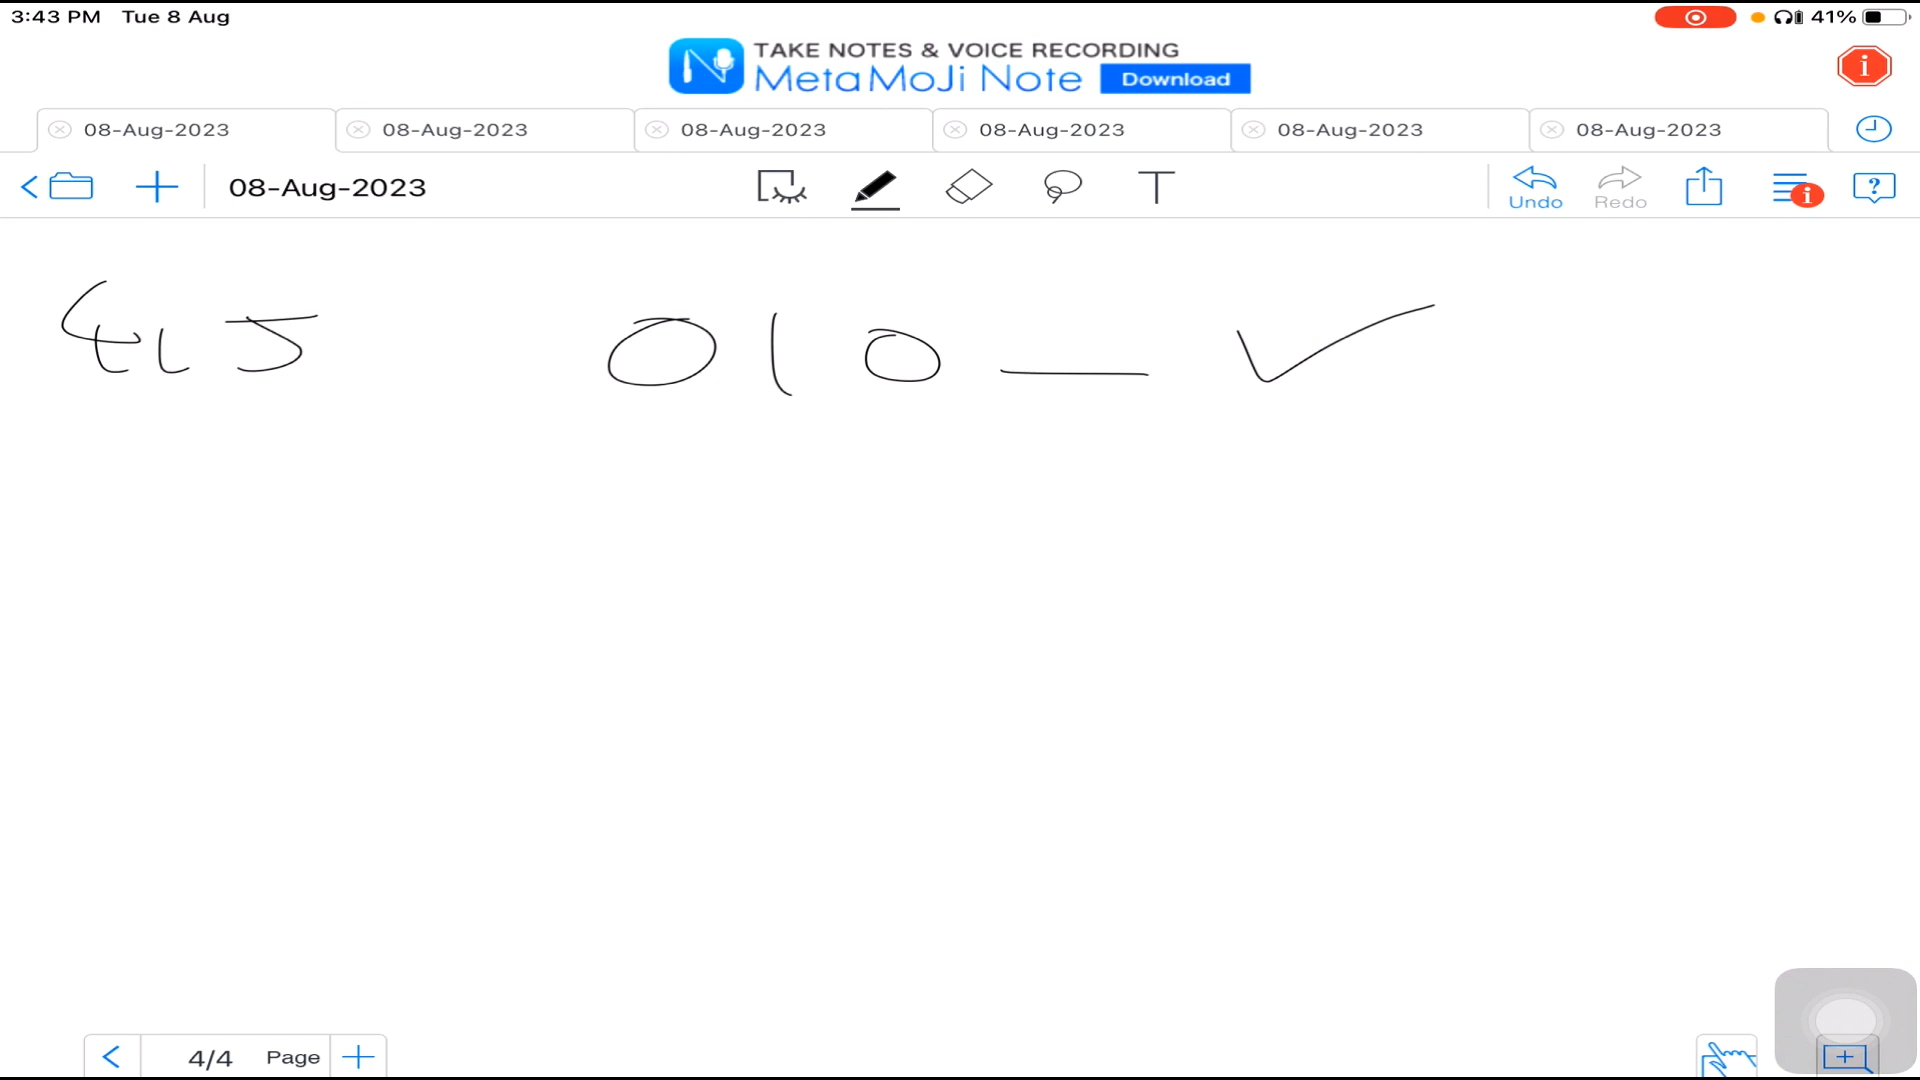 3:43 PM Tue 8 Aug 41%
TAKE NOTES & VOICE RECORDING
MetaMoJi Note Download
08-Aug-2023 08-Aug-2023 08-Aug-2023 08-Aug-2023 08-Aug-2023 08-Aug-2023
08-Aug-2023 T Undo Redo
010 — ✓
4/4 Page